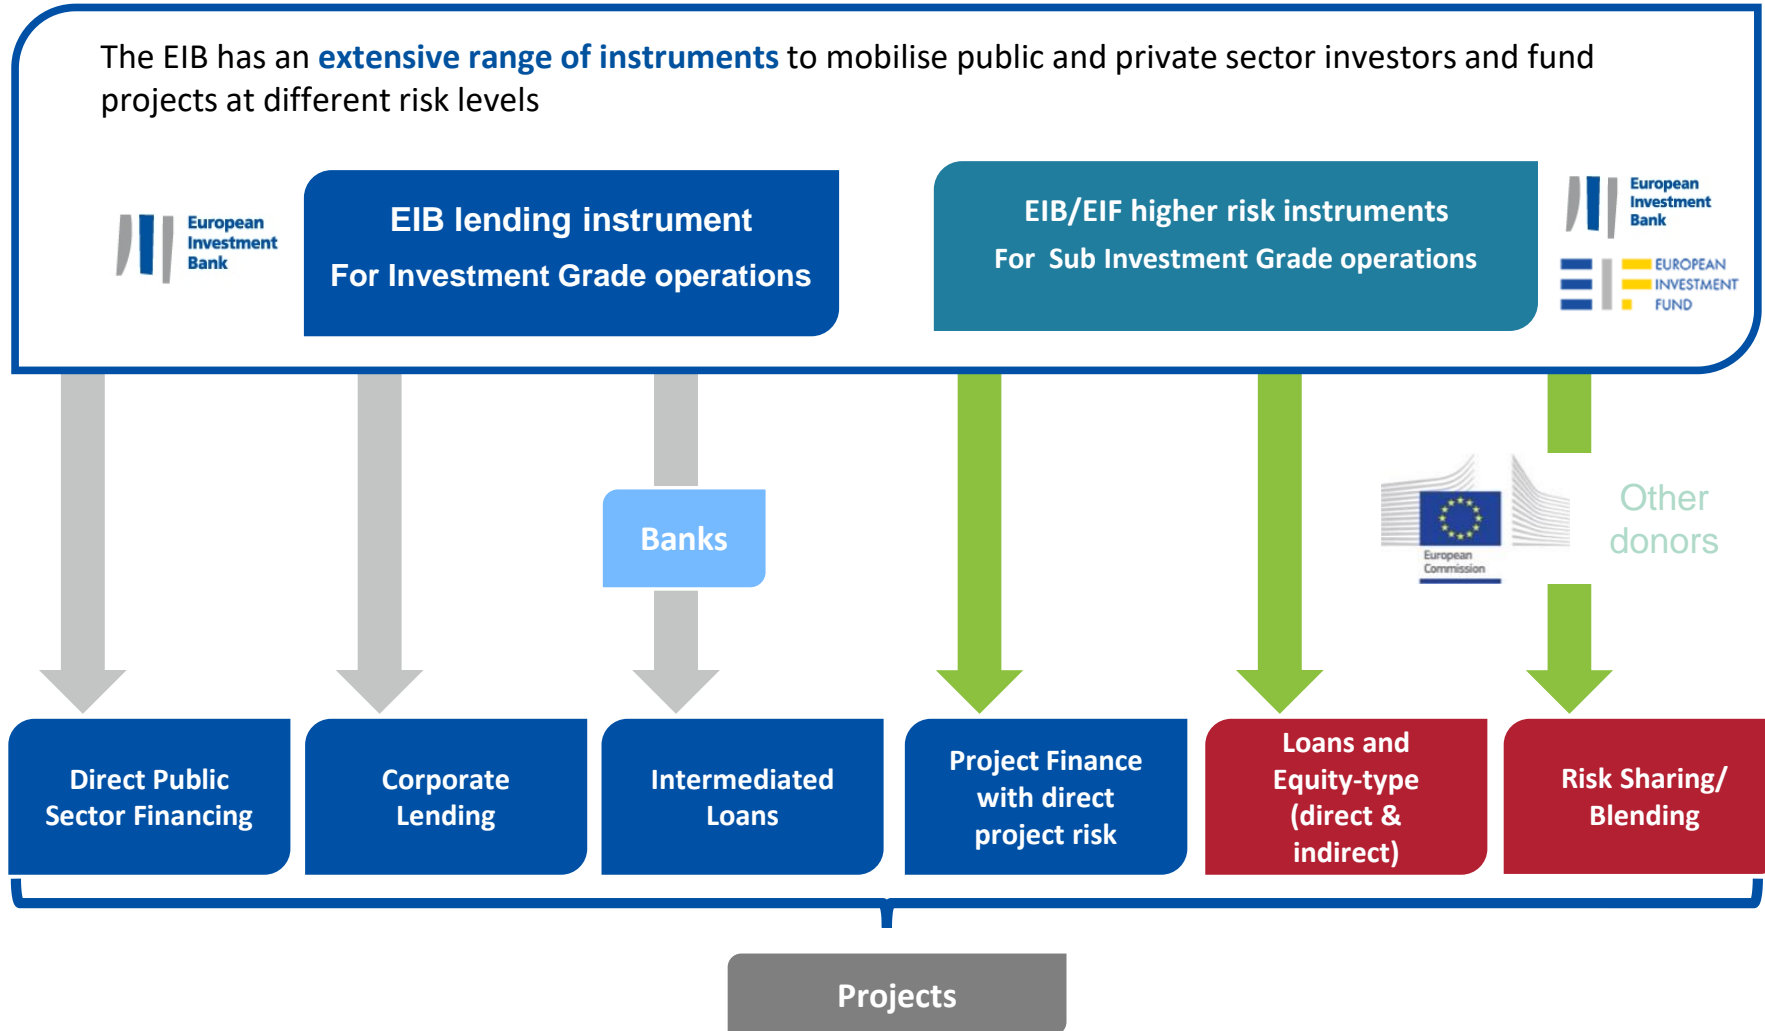 The EIB has an extensive range of instruments to mobilise public and private sector investors and fund
projects at different risk levels
European
Investment
Bank
EIB lending instrument
For Investment Grade operations
EIB/EIF higher risk instruments
For Sub Investment Grade operations
European
Investment
Bank
EUROPEAN
INVESTMENT
FUND
Banks
European
Commission
Other
donors
Direct Public
Sector Financing
Corporate
Lending
Intermediated
Loans
Project Finance
with direct
project risk
Loans and
Equity-type
(direct &
indirect)
Risk Sharing/
Blending
Projects